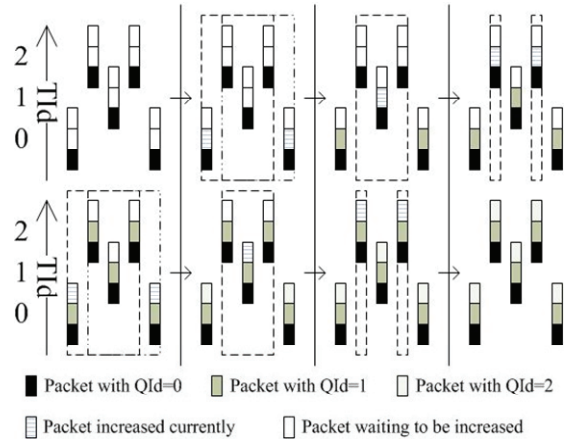 2
1
0
TId
2
1
0
TId
Packet with QId=0
Packet with QId=1
Packet with QId=2
Packet increased currently
Packet waiting to be increased